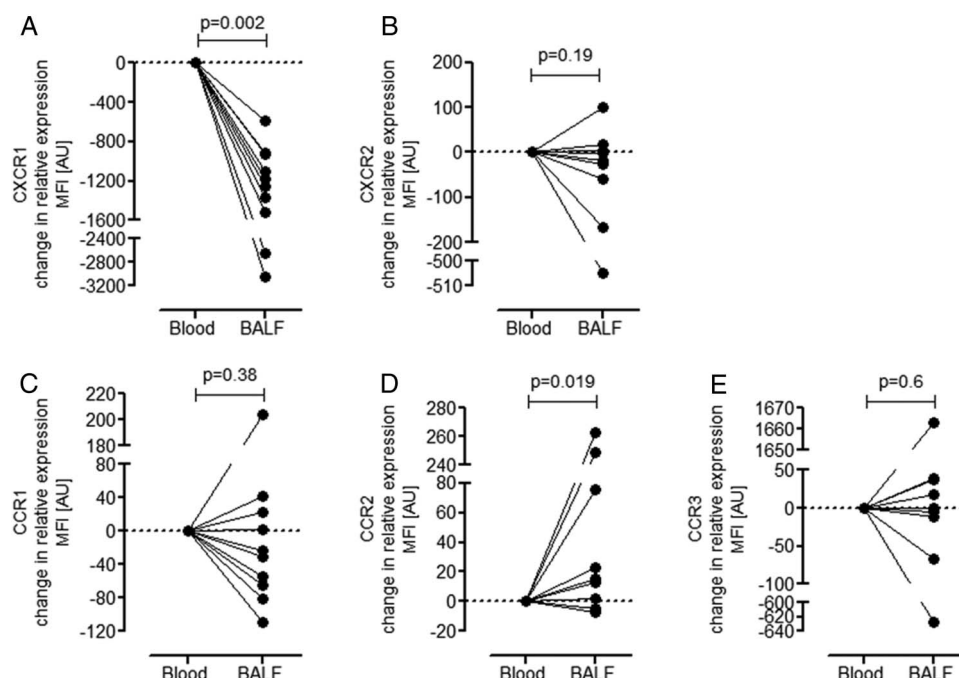 A
p=0.002
CXCR1
change in relative expression
MFI [AU]
0
-400
-800
-1200
-1600
-2400
-2800
-3200
Blood
BALF
B
p=0.19
CXCR2
change in relative expression
MFI [AU]
200
100
0
-100
-200
-500
-510
Blood
BALF
C
p=0.38
CCR1
change in relative expression
MFI [AU]
220
200
180
80
40
0
-40
-80
-120
Blood
BALF
D
p=0.019
CCR2
change in relative expression
MFI [AU]
280
260
240
80
60
40
20
0
-20
Blood
BALF
E
p=0.6
CCR3
change in relative expression
MFI [AU]
1670
1660
1650
50
0
-50
-100
-600
-620
-640
Blood
BALF